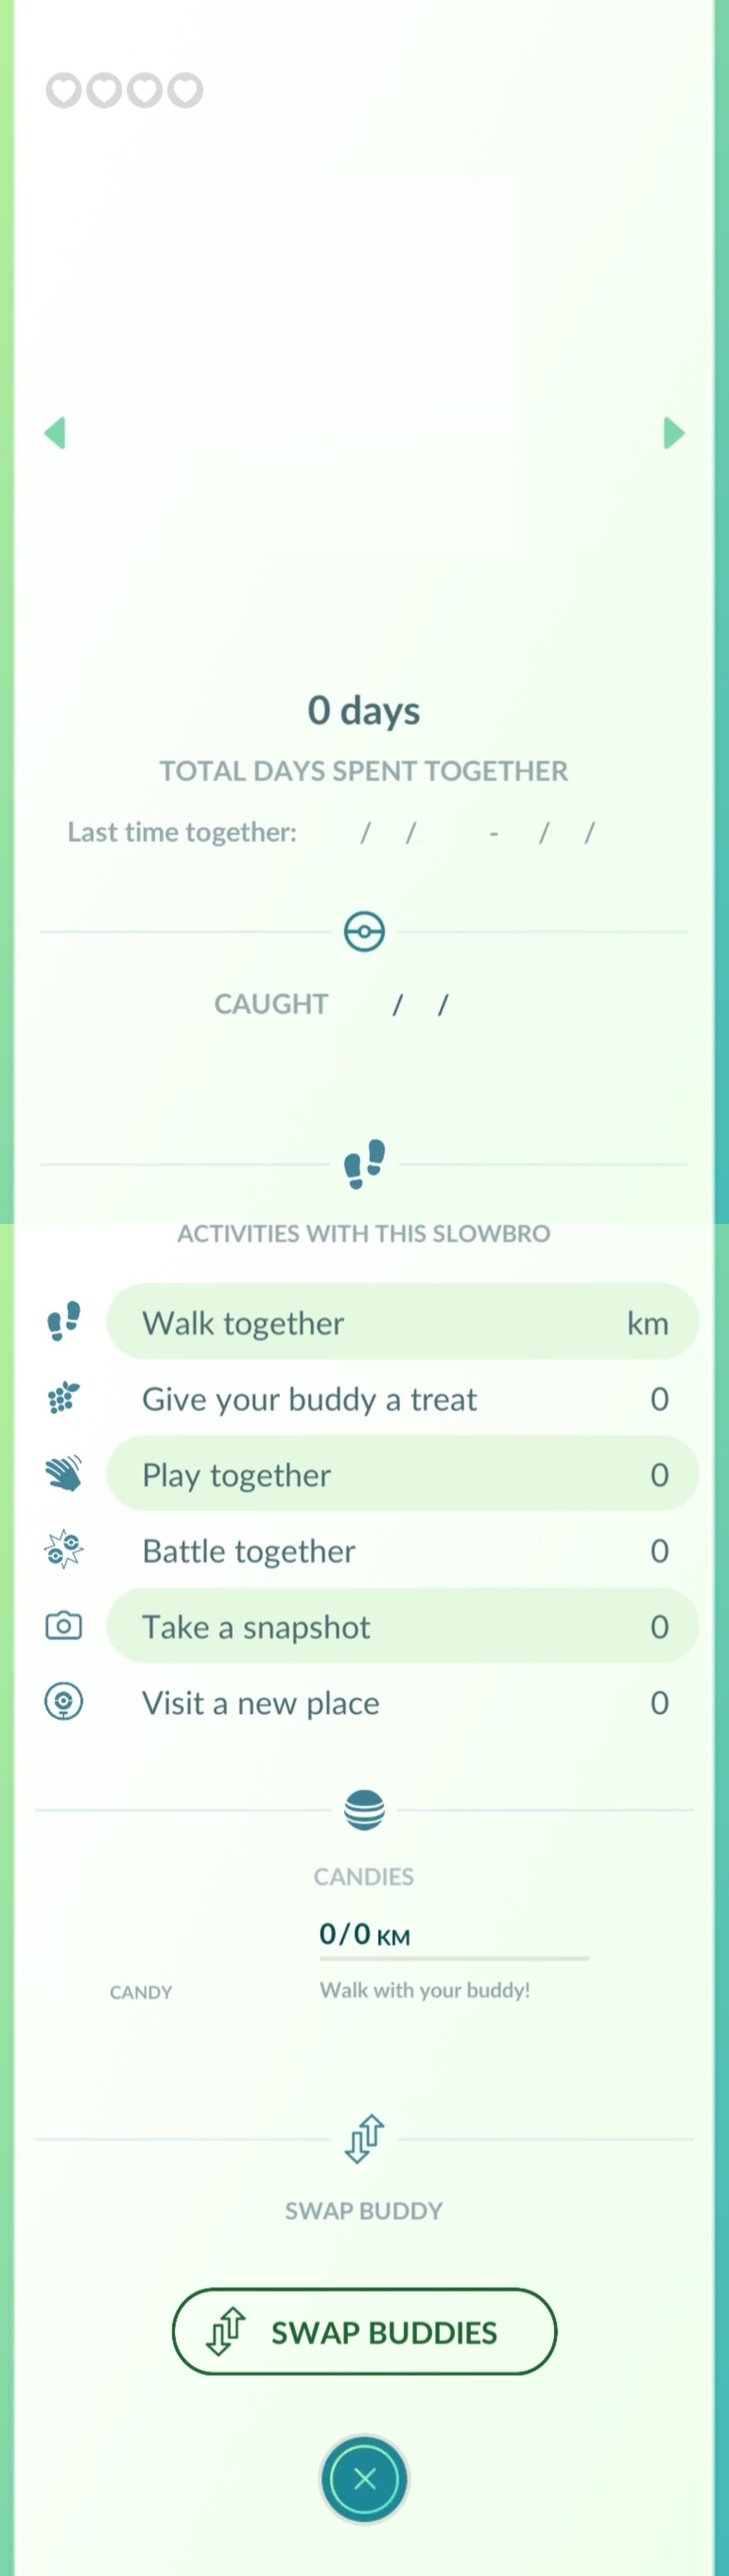 0 days
TOTAL DAYS SPENT TOGETHER
Last time together: / / - / /
CAUGHT / /
ACTIVITIES WITH THIS SLOWBRO
Walk together km
Give your buddy a treat 0
Play together 0
Battle together 0
Take a snapshot 0
Visit a new place 0
CANDIES
0/0 KM
CANDY Walk with your buddy!
SWAP BUDDY
SWAP BUDDIES